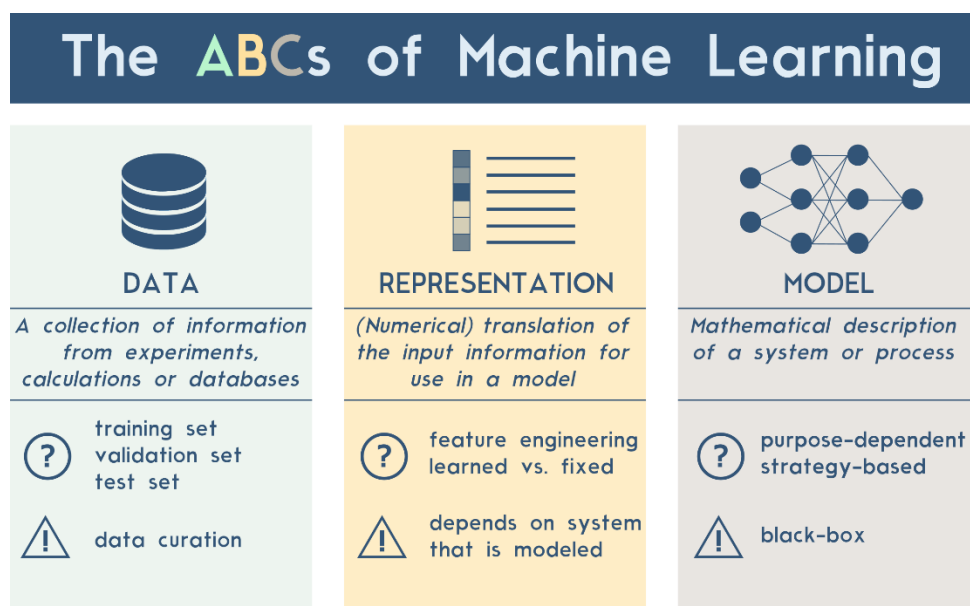 The ABCs of Machine Learning
DATA
A collection of information
from experiments,
calculations or databases
?
training set
validation set
test set
!
data curation
REPRESENTATION
(Numerical) translation of
the input information for
use in a model
?
feature engineering
learned vs. fixed
!
depends on system
that is modeled
MODEL
Mathematical description
of a system or process
?
purpose-dependent
strategy-based
!
black-box